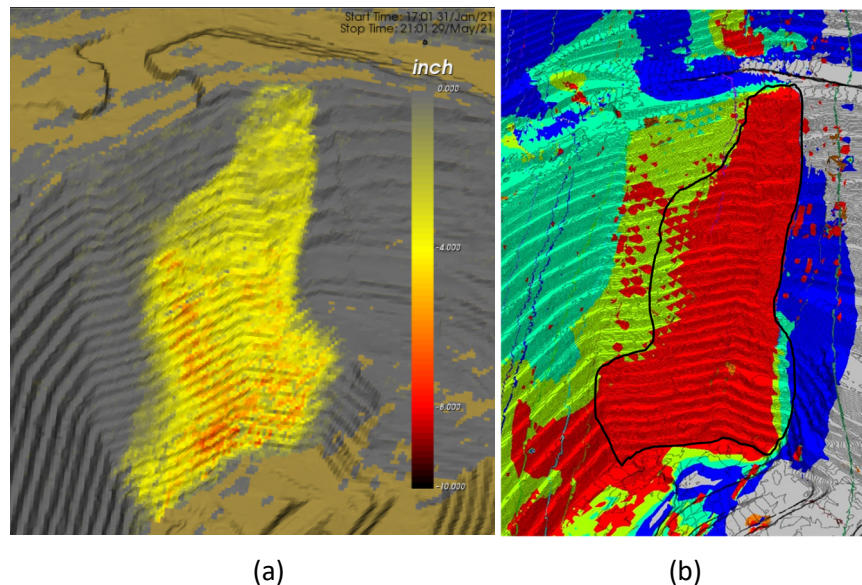 Start Time: 17:01 31/Jan/21
Stop Time: 21:01 29/May/21
inch
0.000
-4.000
-8.000
-10.000
(a)
(b)